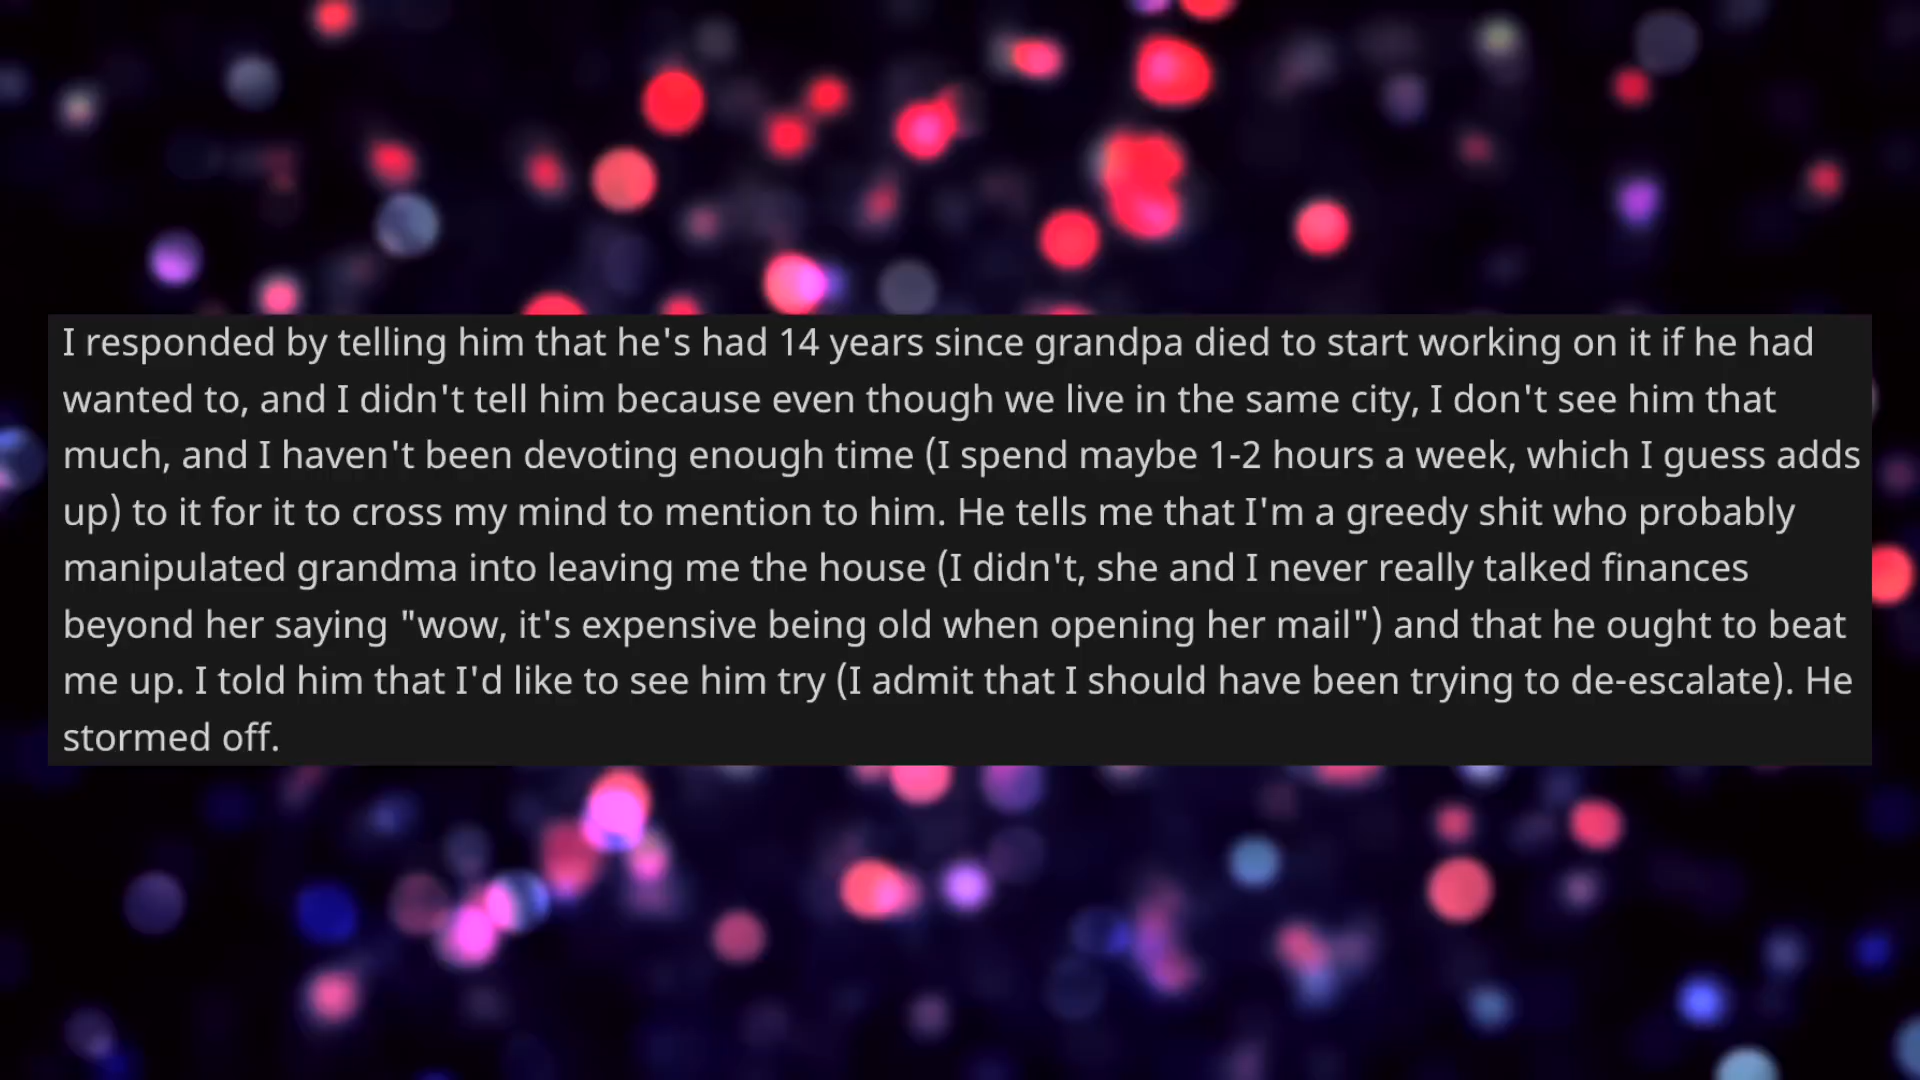 I responded by telling him that he's had 14 years since grandpa died to start working on it if he had
wanted to, and I didn't tell him because even though we live in the same city, I don't see him that
much, and I haven't been devoting enough time (I spend maybe 1-2 hours a week, which I guess adds
up) to it for it to cross my mind to mention to him. He tells me that I'm a greedy shit who probably
manipulated grandma into leaving me the house (I didn't, she and I never really talked finances
beyond her saying "wow, it's expensive being old when opening her mail") and that he ought to beat
me up. I told him that I'd like to see him try (I admit that I should have been trying to de-escalate). He
stormed off.